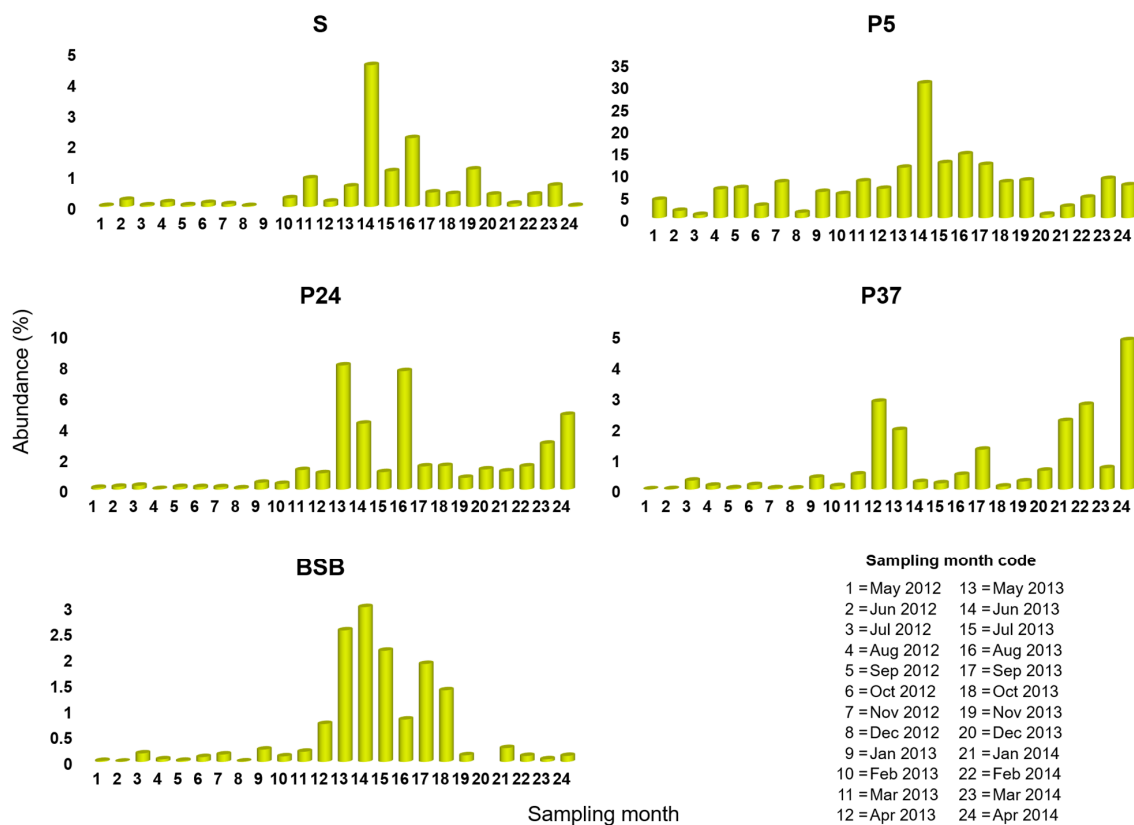 S
5
4
3
2
1
0
1 2 3 4 5 6 7 8 9 10 11 12 13 14 15 16 17 18 19 20 21 22 23 24
P5
35
30
25
20
15
10
5
0
1 2 3 4 5 6 7 8 9 10 11 12 13 14 15 16 17 18 19 20 21 22 23 24
Abundance (%)
P24
10
8
6
4
2
0
1 2 3 4 5 6 7 8 9 10 11 12 13 14 15 16 17 18 19 20 21 22 23 24
P37
5
4
3
2
1
0
1 2 3 4 5 6 7 8 9 10 11 12 13 14 15 16 17 18 19 20 21 22 23 24
BSB
3
2.5
2
1.5
1
0.5
0
1 2 3 4 5 6 7 8 9 10 11 12 13 14 15 16 17 18 19 20 21 22 23 24
Sampling month
Sampling month code
1 =May 2012 13 =May 2013
2 =Jun 2012 14 =Jun 2013
3 =Jul 2012 15 =Jul 2013
4 =Aug 2012 16 =Aug 2013
5 =Sep 2012 17 =Sep 2013
6 =Oct 2012 18 =Oct 2013
7 =Nov 2012 19 =Nov 2013
8 =Dec 2012 20 =Dec 2013
9 =Jan 2013 21 =Jan 2014
10 =Feb 2013 22 =Feb 2014
11 =Mar 2013 23 =Mar 2014
12 =Apr 2013 24 =Apr 2014